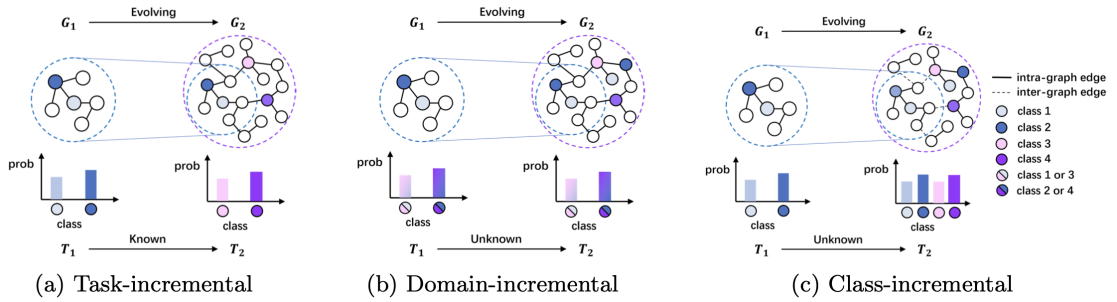 G₁ Evolving G₂
prob
prob
class
T₁ Known T₂
(a) Task-incremental
G₁ Evolving G₂
prob
prob
class
T₁ Unknown T₂
(b) Domain-incremental
G₁ Evolving G₂
prob
prob
class
class
T₁ Unknown T₂
(c) Class-incremental
intra-graph edge
inter-graph edge
class 1
class 2
class 3
class 4
class 1 or 3
class 2 or 4